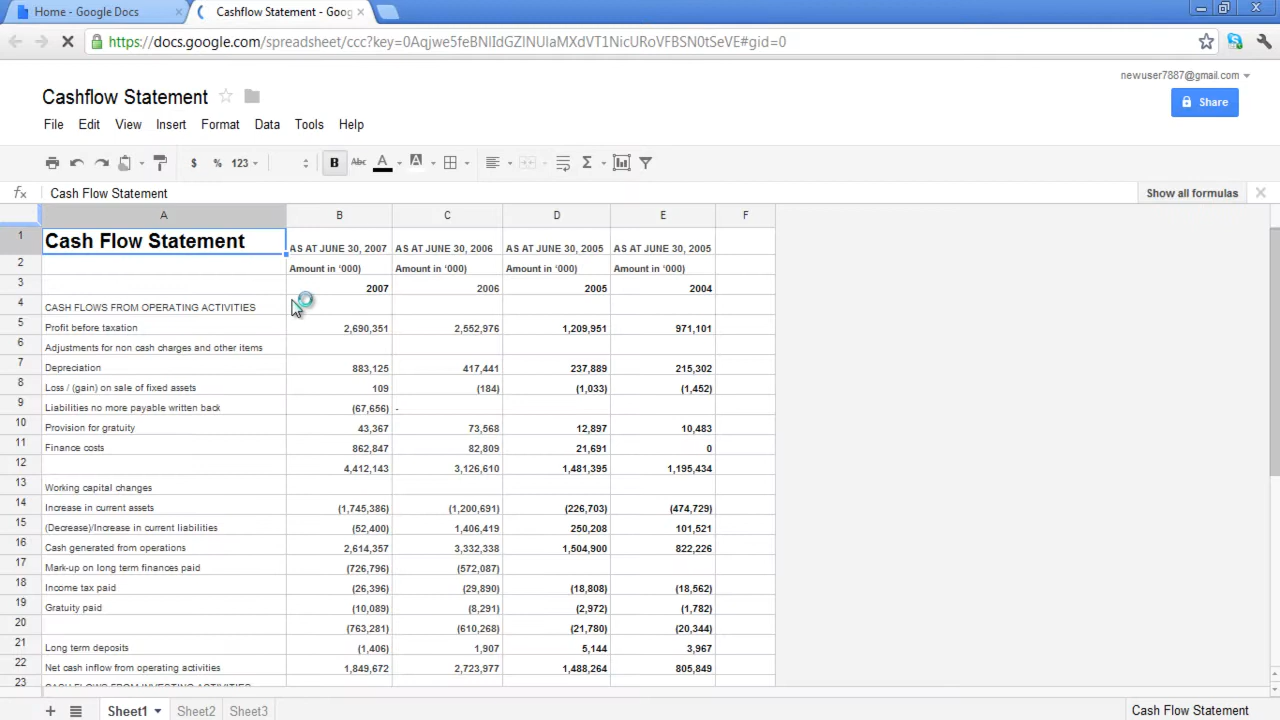 Home - Google Docs
Cashflow Statement - Goog
https://docs.google.com/spreadsheet/ccc?key=0Aqjwe5feBNlIdGZlNUlaMXdVT1NicURoVFBSN0tSeVE#gid=0
newuser7887@gmail.com
Cashflow Statement
Share
File Edit View Insert Format Data Tools Help
$ % 123 B Abc A A Σ
fx Cash Flow Statement Show all formulas
A B C D E F
1 Cash Flow Statement AS AT JUNE 30, 2007 AS AT JUNE 30, 2006 AS AT JUNE 30, 2005 AS AT JUNE 30, 2005
2 Amount in ‘000) Amount in ‘000) Amount in ‘000) Amount in ‘000)
3 2007 2006 2005 2004
4 CASH FLOWS FROM OPERATING ACTIVITIES
5 Profit before taxation 2,690,351 2,552,976 1,209,951 971,101
6 Adjustments for non cash charges and other items
7 Depreciation 883,125 417,441 237,889 215,302
8 Loss / (gain) on sale of fixed assets 109 (184) (1,033) (1,452)
9 Liabilities no more payable written back (67,656) -
10 Provision for gratuity 43,367 73,568 12,897 10,483
11 Finance costs 862,847 82,809 21,691 0
12 4,412,143 3,126,610 1,481,395 1,195,434
13 Working capital changes
14 Increase in current assets (1,745,386) (1,200,691) (226,703) (474,729)
15 (Decrease)/Increase in current liabilities (52,400) 1,406,419 250,208 101,521
16 Cash generated from operations 2,614,357 3,332,338 1,504,900 822,226
17 Mark-up on long term finances paid (726,796) (572,087)
18 Income tax paid (26,396) (29,890) (18,808) (18,562)
19 Gratuity paid (10,089) (8,291) (2,972) (1,782)
20 (763,281) (610,268) (21,780) (20,344)
21 Long term deposits (1,406) 1,907 5,144 3,967
22 Net cash inflow from operating activities 1,849,672 2,723,977 1,488,264 805,849
23 CASH FLOWS FROM INVESTING ACTIVITIES
+ Sheet1 Sheet2 Sheet3 Cash Flow Statement